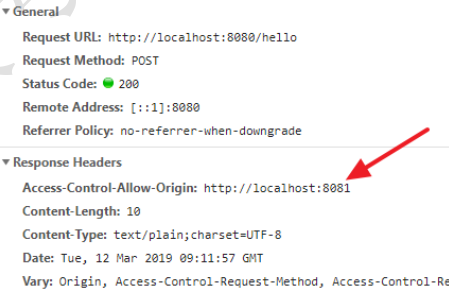 General
Request URL: http://localhost:8080/hello
Request Method: POST
Status Code: 200
Remote Address: [::1]:8080
Referrer Policy: no-referrer-when-downgrade
Response Headers
Access-Control-Allow-Origin: http://localhost:8081
Content-Length: 10
Content-Type: text/plain;charset=UTF-8
Date: Tue, 12 Mar 2019 09:11:57 GMT
Vary: Origin, Access-Control-Request-Method, Access-Control-Re